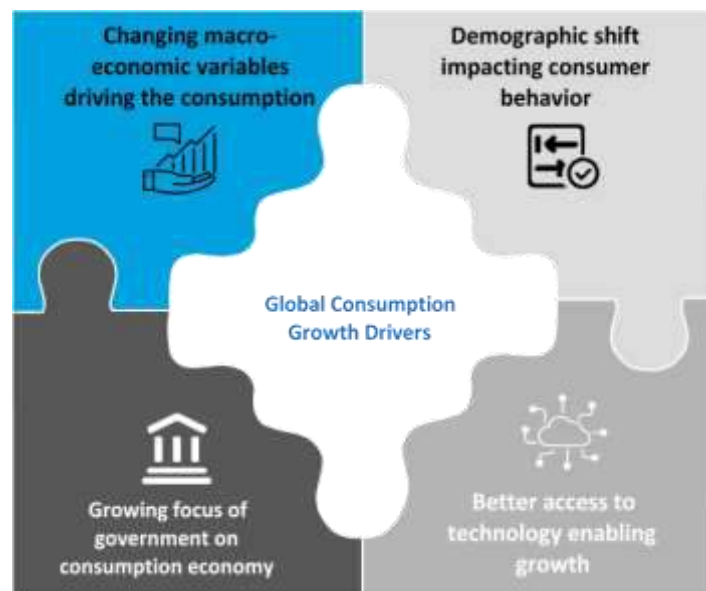 Changing macro-
economic variables
driving the consumption
Demographic shift
impacting consumer
behavior
Global Consumption
Growth Drivers
Growing focus of
government on
consumption economy
Better access to
technology enabling
growth